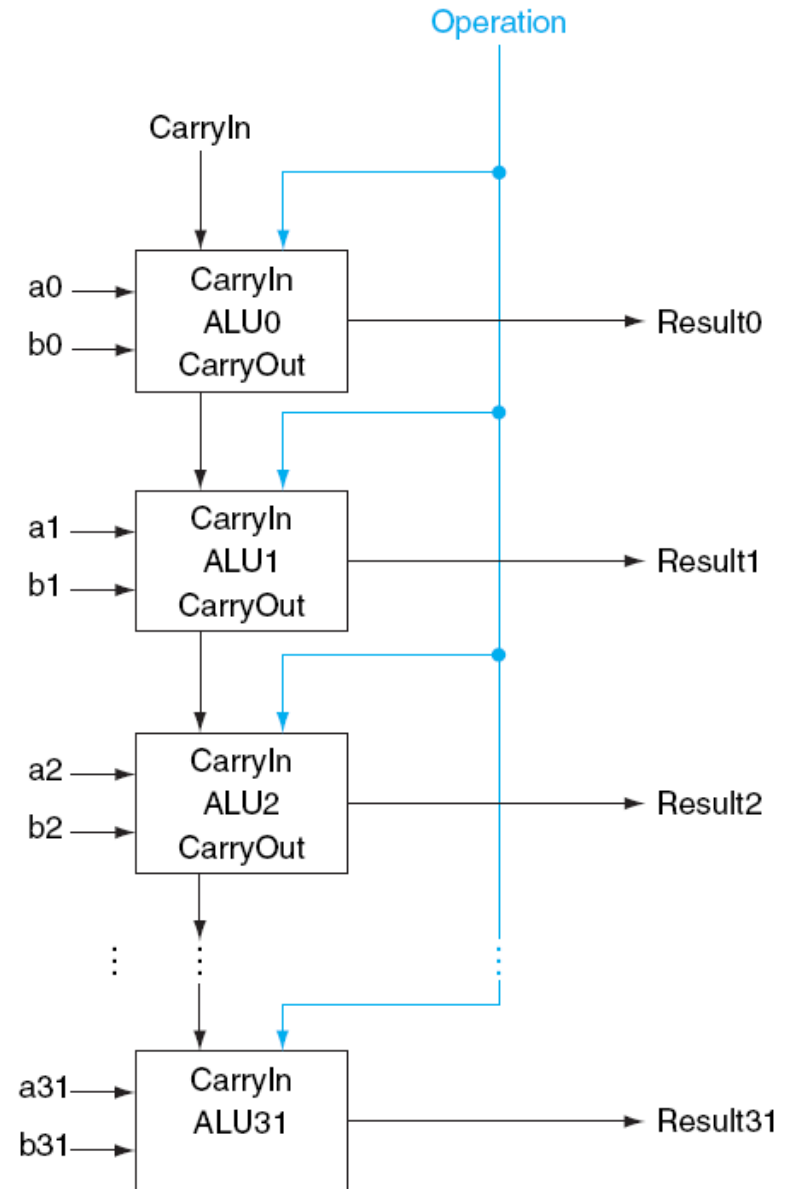 Operation
CarryIn
a0
b0
CarryIn
ALU0
CarryOut
Result0
a1
b1
CarryIn
ALU1
CarryOut
Result1
a2
b2
CarryIn
ALU2
CarryOut
Result2
a31
b31
CarryIn
ALU31
Result31